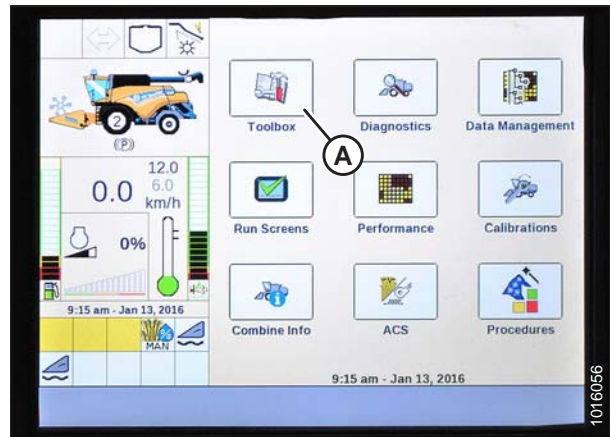 Toolbox
Diagnostics
Data Management
A
2
(P)
12.0
0.0
6.0
km/h
Run Screens
Performance
Calibrations
0%
E
9:15 am - Jan 13, 2016
MAN
Combine Info
ACS
Procedures
9:15 am - Jan 13, 2016
1016056